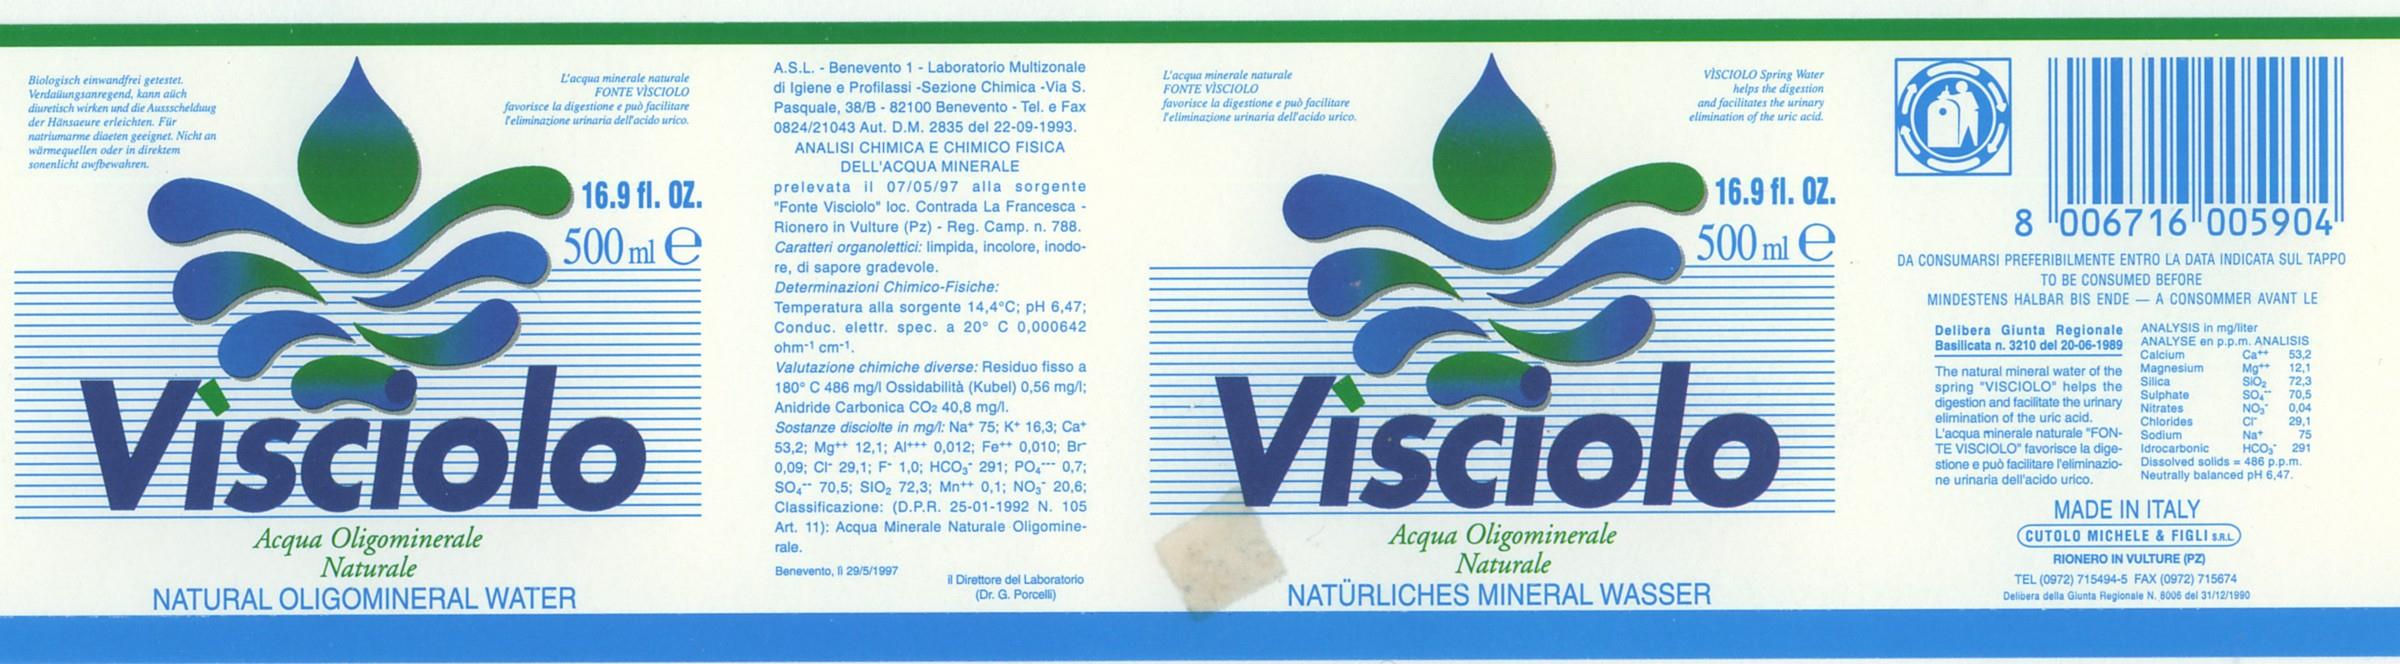 Biologisch einwandfrei getestet.
Verdaüungsanregend, kann aüch
diuretisch wirken und die Aussscheldung
der Hänsaeure erleichten. Für
natriumarme diaeten geeignet. Nicht an
wärmequellen oder in direktem
sonenlicht awfbewahren.
L'acqua minerale naturale
FONTE VÌSCIOLO
favorisce la digestione e può facilitare
l'eliminazione urinaria dell'acido urico.
16.9 fl. OZ.
500 ml ℮
Vìsciolo
Acqua Oligominerale
Naturale
NATURAL OLIGOMINERAL WATER
A.S.L. - Benevento 1 - Laboratorio Multizonale
di Igiene e Profilassi -Sezione Chimica -Via S.
Pasquale, 38/B - 82100 Benevento - Tel. e Fax
0824/21043 Aut. D.M. 2835 del 22-09-1993.
ANALISI CHIMICA E CHIMICO FISICA
DELL'ACQUA MINERALE
prelevata il 07/05/97 alla sorgente
"Fonte Visciolo" loc. Contrada La Francesca -
Rionero in Vulture (Pz) - Reg. Camp. n. 788.
Caratteri organolettici: limpida, incolore, inodo-
re, di sapore gradevole.
Determinazioni Chimico-Fisiche:
Temperatura alla sorgente 14,4°C; pH 6,47;
Conduc. elettr. spec. a 20° C 0,000642
ohm⁻¹ cm⁻¹.
Valutazione chimiche diverse: Residuo fisso a
180° C 486 mg/l Ossidabilità (Kubel) 0,56 mg/l;
Anidride Carbonica CO₂ 40,8 mg/l.
Sostanze disciolte in mg/l: Na⁺ 75; K⁺ 16,3; Ca⁺
53,2; Mg⁺⁺ 12,1; Al⁺⁺⁺ 0,012; Fe⁺⁺ 0,010; Br⁻
0,09; Cl⁻ 29,1; F⁻ 1,0; HCO₃⁻ 291; PO₄⁻⁻⁻ 0,7;
SO₄⁻⁻ 70,5; SIO₂ 72,3; Mn⁺⁺ 0,1; NO₃⁻ 20,6;
Classificazione: (D.P.R. 25-01-1992 N. 105
Art. 11): Acqua Minerale Naturale Oligomine-
rale.
Benevento, lì 29/5/1997
il Direttore del Laboratorio
(Dr. G. Porcelli)
L'acqua minerale naturale
FONTE VÌSCIOLO
favorisce la digestione e può facilitare
l'eliminazione urinaria dell'acido urico.
VÌSCIOLO Spring Water
helps the digestion
and facilitates the urinary
elimination of the uric acid.
16.9 fl. OZ.
500 ml ℮
Vìsciolo
Acqua Oligominerale
Naturale
NATÜRLICHES MINERAL WASSER
8 006716 005904
DA CONSUMARSI PREFERIBILMENTE ENTRO LA DATA INDICATA SUL TAPPO
TO BE CONSUMED BEFORE
MINDESTENS HALBAR BIS ENDE — A CONSOMMER AVANT LE
Delibera Giunta Regionale
Basilicata n. 3210 del 20-06-1989
The natural mineral water of the
spring "VISCIOLO" helps the
digestion and facilitate the urinary
elimination of the uric acid.
L'acqua minerale naturale "FON-
TE VISCIOLO" favorisce la dige-
stione e può facilitare l'eliminazio-
ne urinaria dell'acido urico.
ANALYSIS in mg/liter
ANALYSE en p.p.m. ANALISIS
Calcium Ca⁺⁺ 53,2
Magnesium Mg⁺⁺ 12,1
Silica SiO₂ 72,3
Sulphate SO₄⁻⁻ 70,5
Nitrates NO₃⁻ 0,04
Chlorides Cl⁻ 29,1
Sodium Na⁺ 75
Idrocarbonic HCO₃⁻ 291
Dissolved solids = 486 p.p.m.
Neutrally balanced pH 6,47.
MADE IN ITALY
CUTOLO MICHELE & FIGLI S.R.L.
RIONERO IN VULTURE (PZ)
TEL (0972) 715494-5 FAX (0972) 715674
Delibera della Giunta Regionale N. 8006 del 31/12/1990